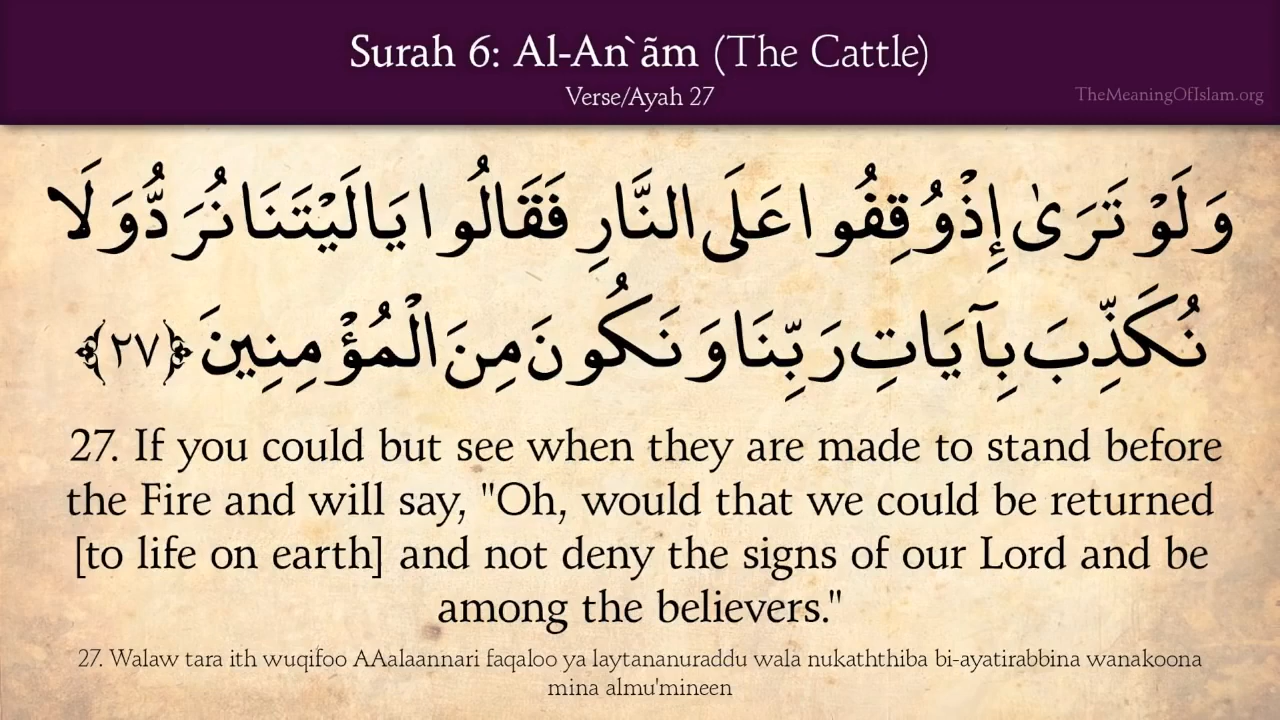 Surah 6: Al-An`ãm (The Cattle)
Verse/Ayah 27
TheMeaningOfIslam.org
وَلَوْ تَرَىٰ إِذْ وُقِفُوا عَلَى النَّارِ فَقَالُوا يَا لَيْتَنَا نُرَدُّ وَلَا
نُكَذِّبَ بِآيَاتِ رَبِّنَا وَنَكُونَ مِنَ الْمُؤْمِنِينَ ﴿٢٧﴾
27. If you could but see when they are made to stand before
the Fire and will say, "Oh, would that we could be returned
[to life on earth] and not deny the signs of our Lord and be
among the believers."
27. Walaw tara ith wuqifoo AAalaannari faqaloo ya laytananuraddu wala nukaththiba bi-ayatirabbina wanakoona
mina almu'mineen